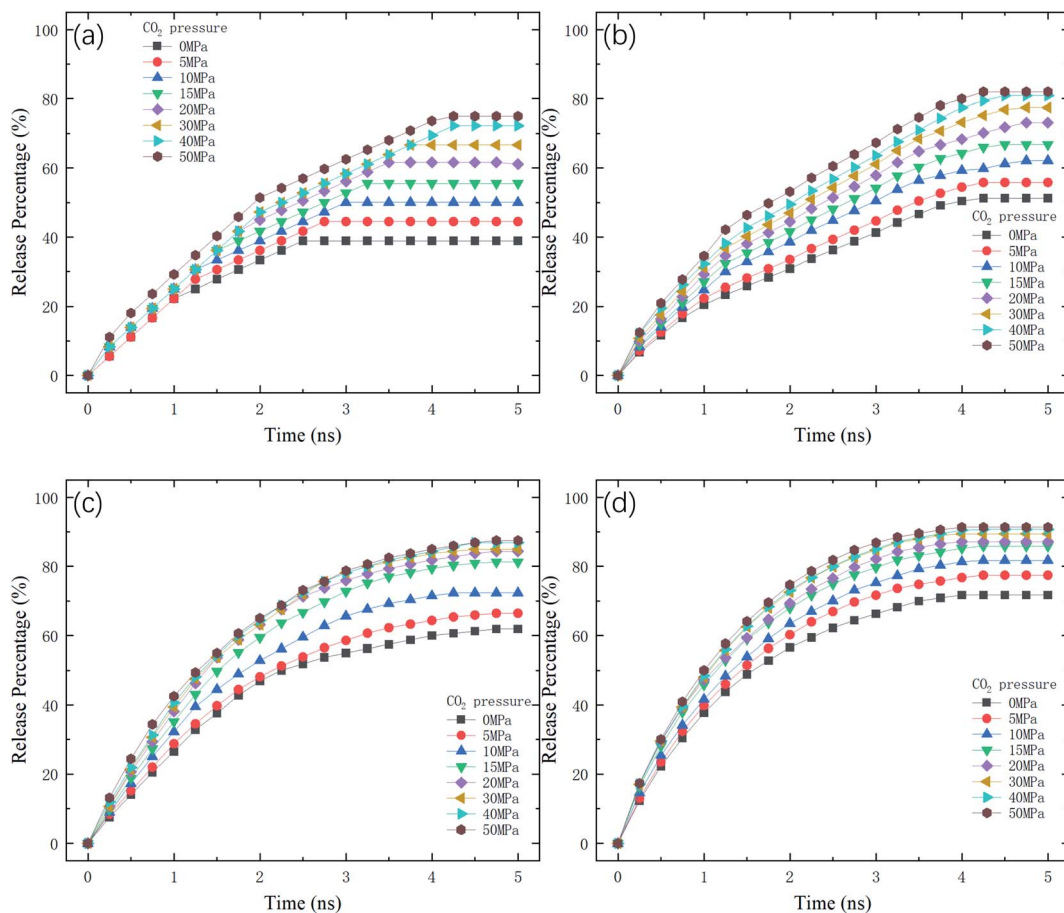 (a)
CO₂ pressure
0MPa
5MPa
10MPa
15MPa
20MPa
30MPa
40MPa
50MPa
100
80
60
40
20
0
Release Percentage (%)
0 1 2 3 4 5
Time (ns)
(b)
100
80
60
40
20
0
Release Percentage (%)
CO₂ pressure
0MPa
5MPa
10MPa
15MPa
20MPa
30MPa
40MPa
50MPa
0 1 2 3 4 5
Time (ns)
(c)
100
80
60
40
20
0
Release Percentage (%)
CO₂ pressure
0MPa
5MPa
10MPa
15MPa
20MPa
30MPa
40MPa
50MPa
0 1 2 3 4 5
Time (ns)
(d)
100
80
60
40
20
0
Release Percentage (%)
CO₂ pressure
0MPa
5MPa
10MPa
15MPa
20MPa
30MPa
40MPa
50MPa
0 1 2 3 4 5
Time (ns)